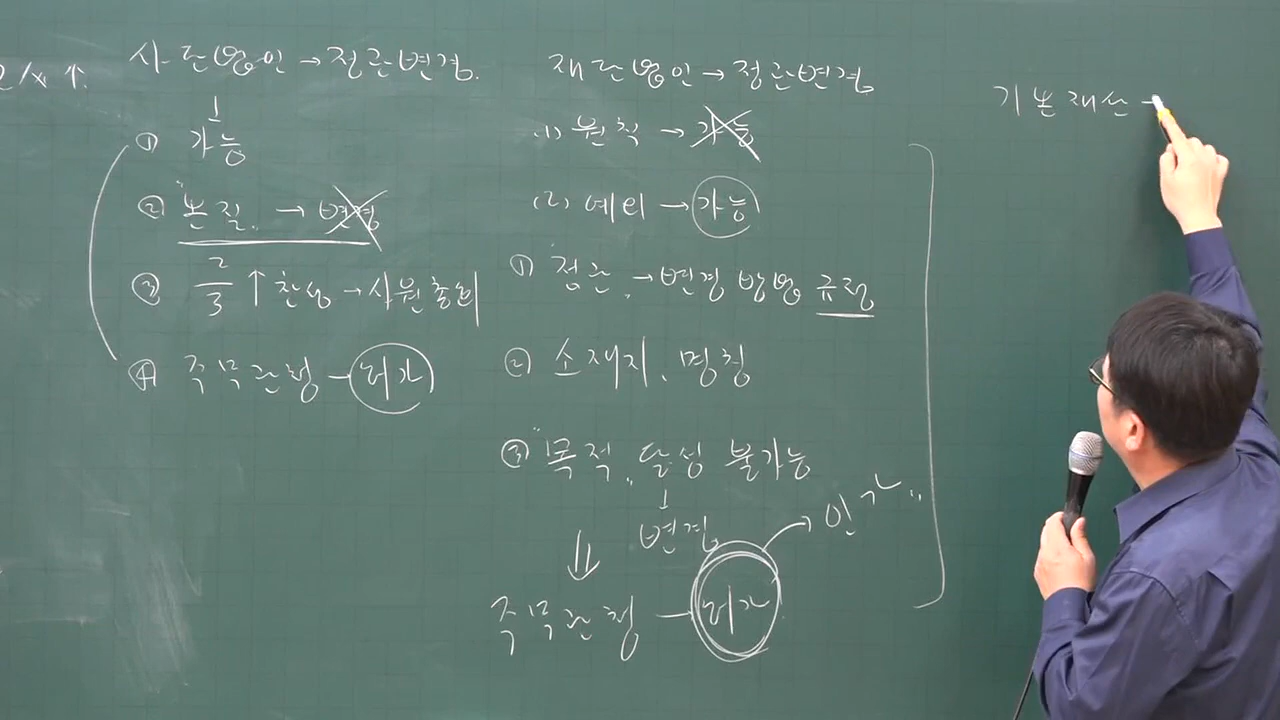 사단법인 → 정관변경.
① 가능
② "본질" → 변경
③ 2/3 ↑ 찬성 → 사원총회
④ 주무관청 - 허가
재단법인 → 정관변경
(1) 원칙 → 가능
(2) 예외 → 가능
① 정관 → 변경 방법 규정
② 소재지, 명칭
③ "목적" 달성 불가능
↓
변경
⇓
주무관청 - 허가 → 인가"
기본재산 -